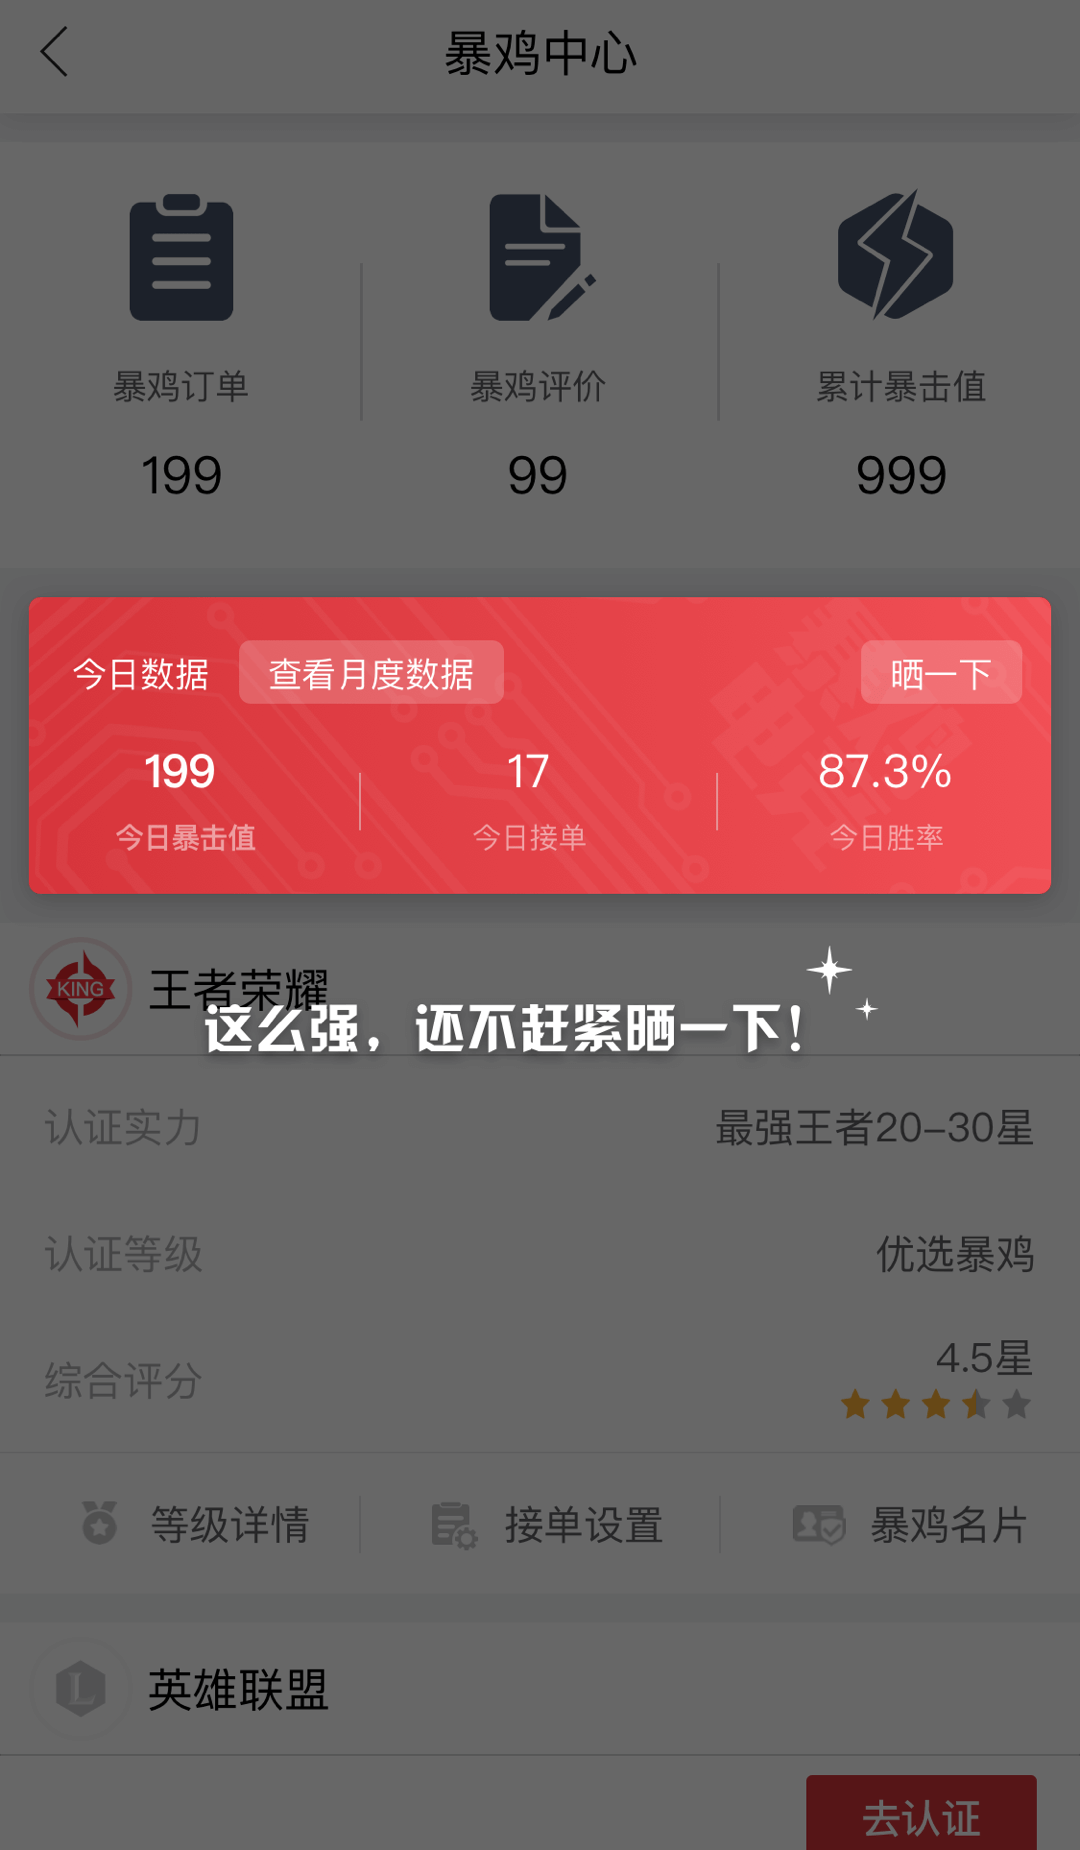 暴鸡中心
暴鸡订单 暴鸡评价 累计暴击值
199 99 999
今日数据 查看月度数据 晒一下
199 17 87.3%
今日暴击值 今日接单 今日胜率
KING 王者荣耀
这么强，还不赶紧晒一下！
认证实力 最强王者20-30星
认证等级 优选暴鸡
综合评分 4.5星
等级详情 接单设置 暴鸡名片
L 英雄联盟
去认证